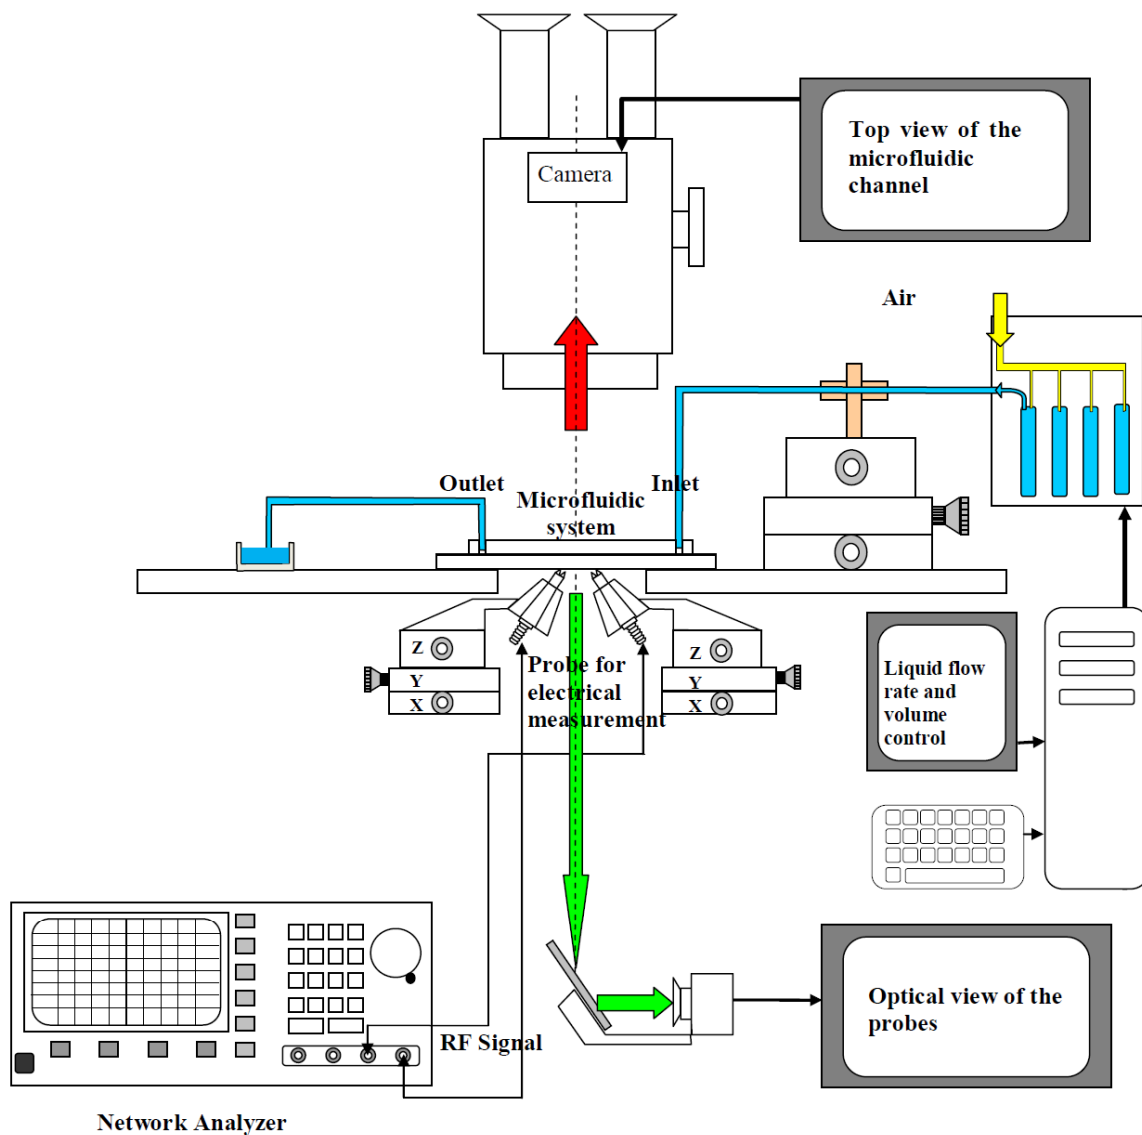 Top view of the
microfluidic
channel
Camera
Air
Outlet
Inlet
Microfluidic
system
Z
Y
X
Z
Y
X
Probe for
electrical
measurement
Liquid flow
rate and
volume
control
Optical view of the
probes
RF Signal
Network Analyzer